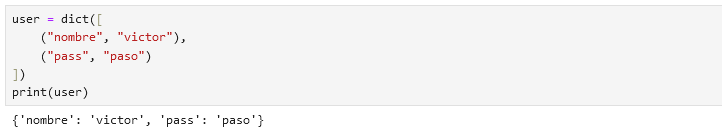 user = dict([
    ("nombre", "victor"),
    ("pass", "paso")
])
print(user)
{'nombre': 'victor', 'pass': 'paso'}